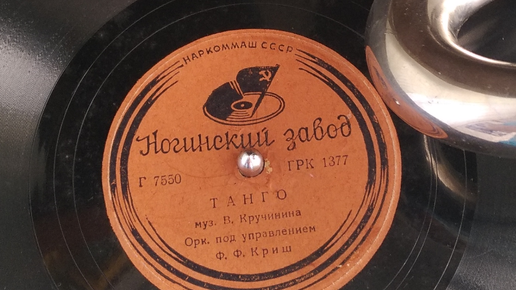 НАРКОММАШ СССР
Ногинский завод
Г 7550 ГРК 1377
ТАНГО
муз. В. Кручинина
Орк. под управлением
Ф. Ф. Криш